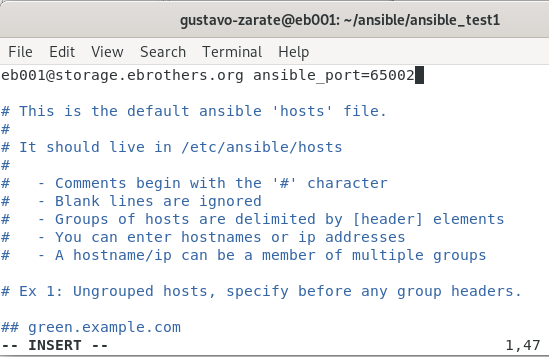 gustavo-zarate@eb001: ~/ansible/ansible_test1
File Edit View Search Terminal Help
eb001@storage.ebrothers.org ansible_port=65002
# This is the default ansible 'hosts' file.
#
# It should live in /etc/ansible/hosts
#
#   - Comments begin with the '#' character
#   - Blank lines are ignored
#   - Groups of hosts are delimited by [header] elements
#   - You can enter hostnames or ip addresses
#   - A hostname/ip can be a member of multiple groups
# Ex 1: Ungrouped hosts, specify before any group headers.
## green.example.com
-- INSERT -- 1,47